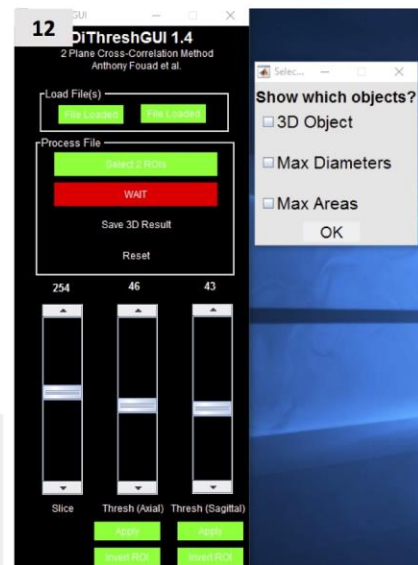 12
GUI
DiThreshGUI 1.4
2 Plane Cross-Correlation Method
Anthony Fouad et al.
Load File(s)
File Loaded File Loaded
Process File
Select 2 ROIs
WAIT
Save 3D Result
Reset
254 46 43
Slice Thresh (Axial) Thresh (Sagittal)
Apply Apply
Invert ROI Invert ROI
Selec...
Show which objects?
3D Object
Max Diameters
Max Areas
OK